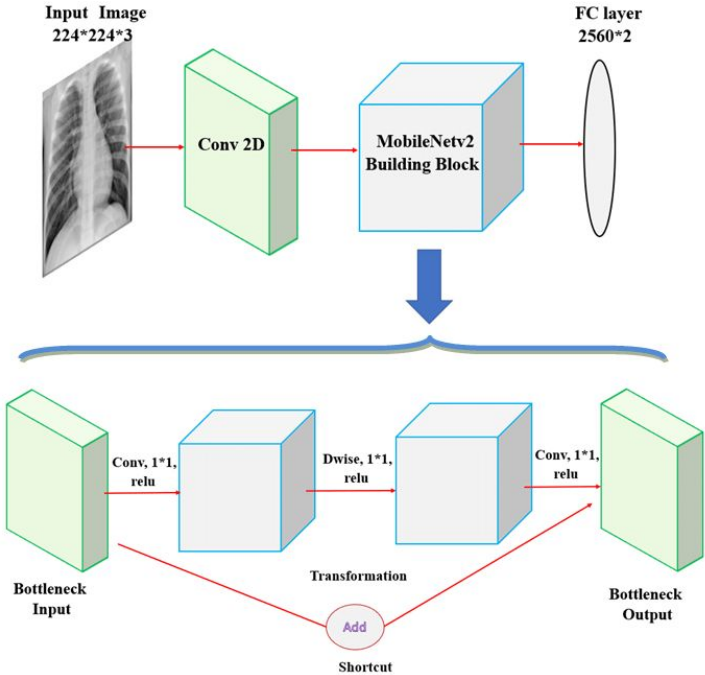 Input Image
224*224*3
FC layer
2560*2
Conv 2D
MobileNetv2
Building Block
Conv, 1*1,
relu
Dwise, 1*1,
relu
Conv, 1*1,
relu
Bottleneck
Input
Transformation
Bottleneck
Output
Add
Shortcut